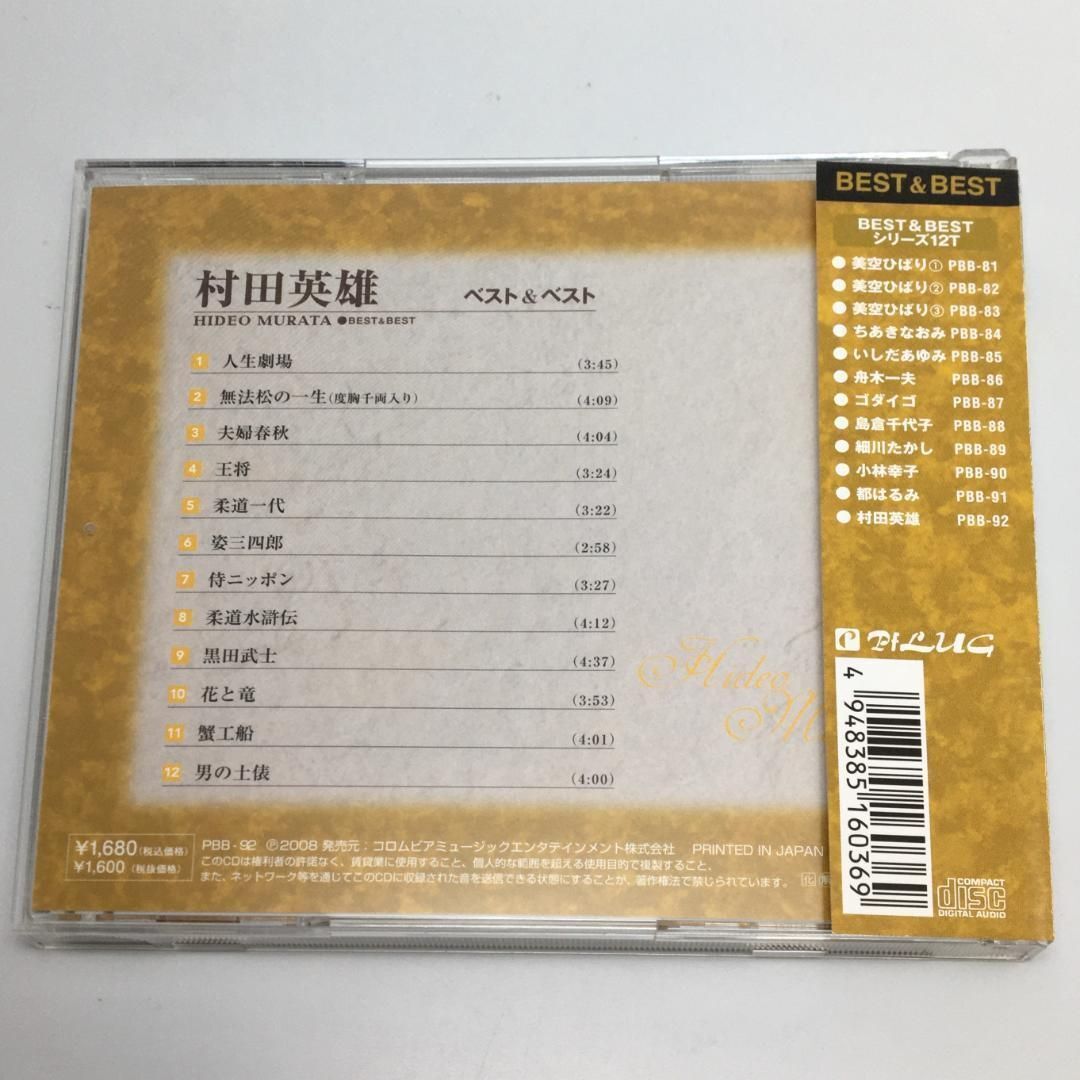 村田英雄 ベスト&ベスト
HIDEO MURATA ●BEST&BEST
1 人生劇場 (3:45)
2 無法松の一生(度胸千両入り) (4:09)
3 夫婦春秋 (4:04)
4 王将 (3:24)
5 柔道一代 (3:22)
6 姿三四郎 (2:58)
7 侍ニッポン (3:27)
8 柔道水滸伝 (4:12)
9 黒田武士 (4:37)
10 花と竜 (3:53)
11 蟹工船 (4:01)
12 男の土俵 (4:00)
Hideo
¥1,680(税込価格)
¥1,600(税抜価格)
PBB-92 ℗2008 発売元:コロムビアミュージックエンタテインメント株式会社 PRINTED IN JAPAN
このCDは権利者の許諾なく、賃貸業に使用すること、個人的な範囲を超える使用目的で複製すること、
また、ネットワーク等を通じてこのCDに収録された音を送信できる状態にすることが、著作権法で禁じられています。
BEST&BEST
BEST&BEST
シリーズ12T
●美空ひばり① PBB-81
●美空ひばり② PBB-82
●美空ひばり③ PBB-83
●ちあきなおみ PBB-84
●いしだあゆみ PBB-85
●舟木一夫 PBB-86
●ゴダイゴ PBB-87
●島倉千代子 PBB-88
●細川たかし PBB-89
●小林幸子 PBB-90
●都はるみ PBB-91
●村田英雄 PBB-92
P PfLUG
4 948385 160369
COMPACT
disc
DIGITAL AUDIO